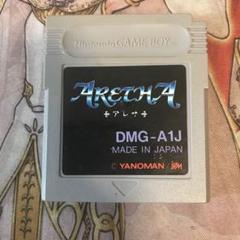 Nintendo GAME BOY
ARETHA
アレサ
DMG-A1J
MADE IN JAPAN
© YANOMAN